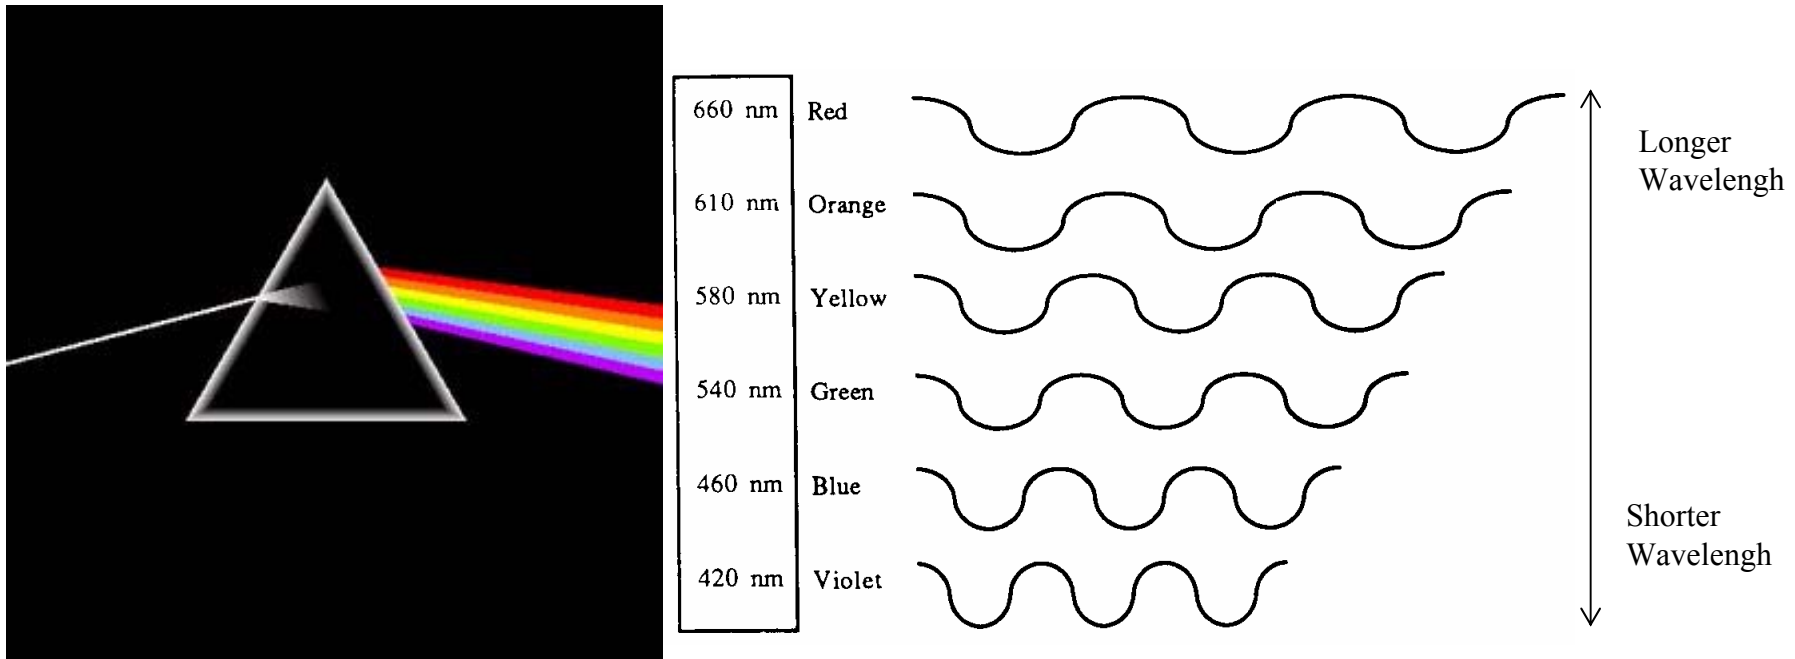 660 nm Red
610 nm Orange
580 nm Yellow
540 nm Green
460 nm Blue
420 nm Violet
Longer
Wavelengh
Shorter
Wavelengh